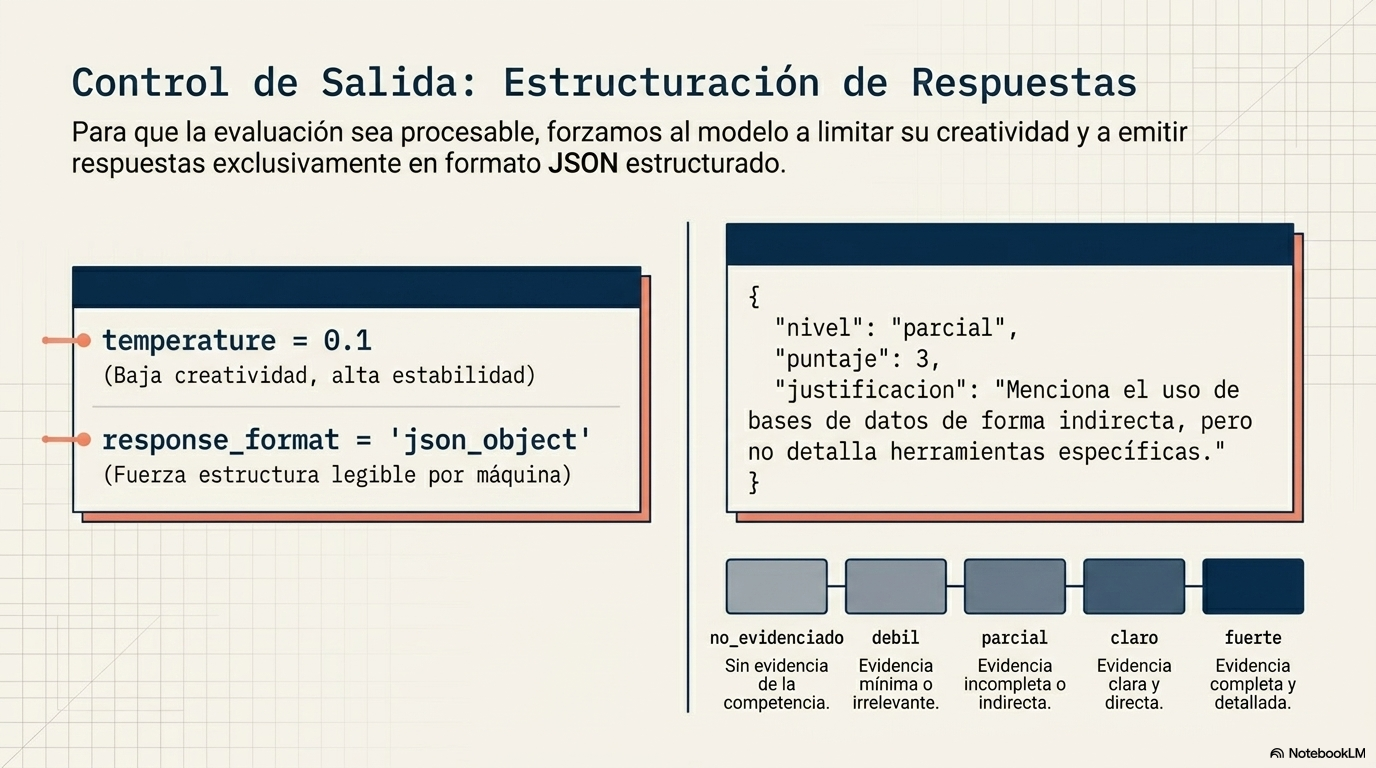 Control de Salida: Estructuración de Respuestas
Para que la evaluación sea procesable, forzamos al modelo a limitar su creatividad y a emitir
respuestas exclusivamente en formato JSON estructurado.
temperature = 0.1
(Baja creatividad, alta estabilidad)
response_format = 'json_object'
(Fuerza estructura legible por máquina)
{
"nivel": "parcial",
"puntaje": 3,
"justificacion": "Menciona el uso de
bases de datos de forma indirecta, pero
no detalla herramientas específicas."
}
no_evidenciado
Sin evidencia
de la
competencia.
debil
Evidencia
mínima o
irrelevante.
parcial
Evidencia
incompleta o
indirecta.
claro
Evidencia
clara y
directa.
fuerte
Evidencia
completa y
detallada.
NotebookLM